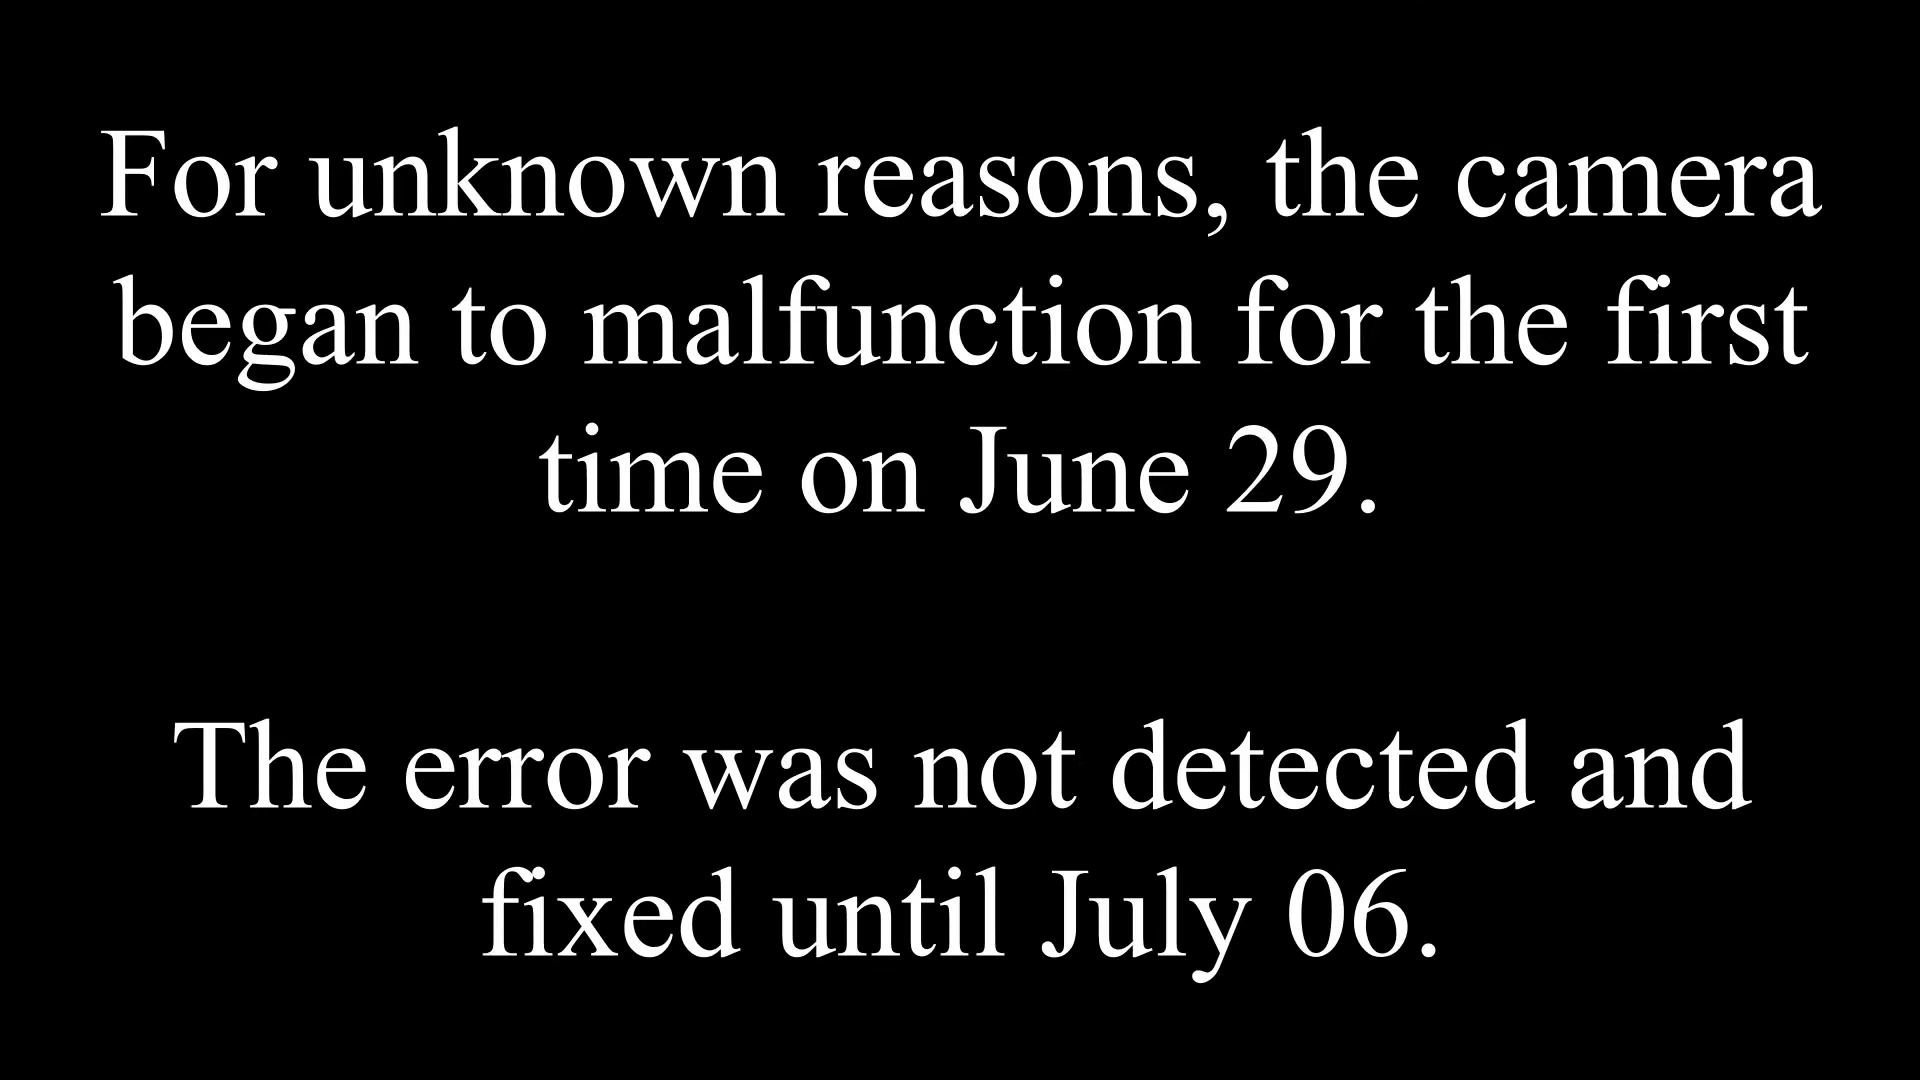 For unknown reasons, the camera
began to malfunction for the first
time on June 29.
The error was not detected and
fixed until July 06.